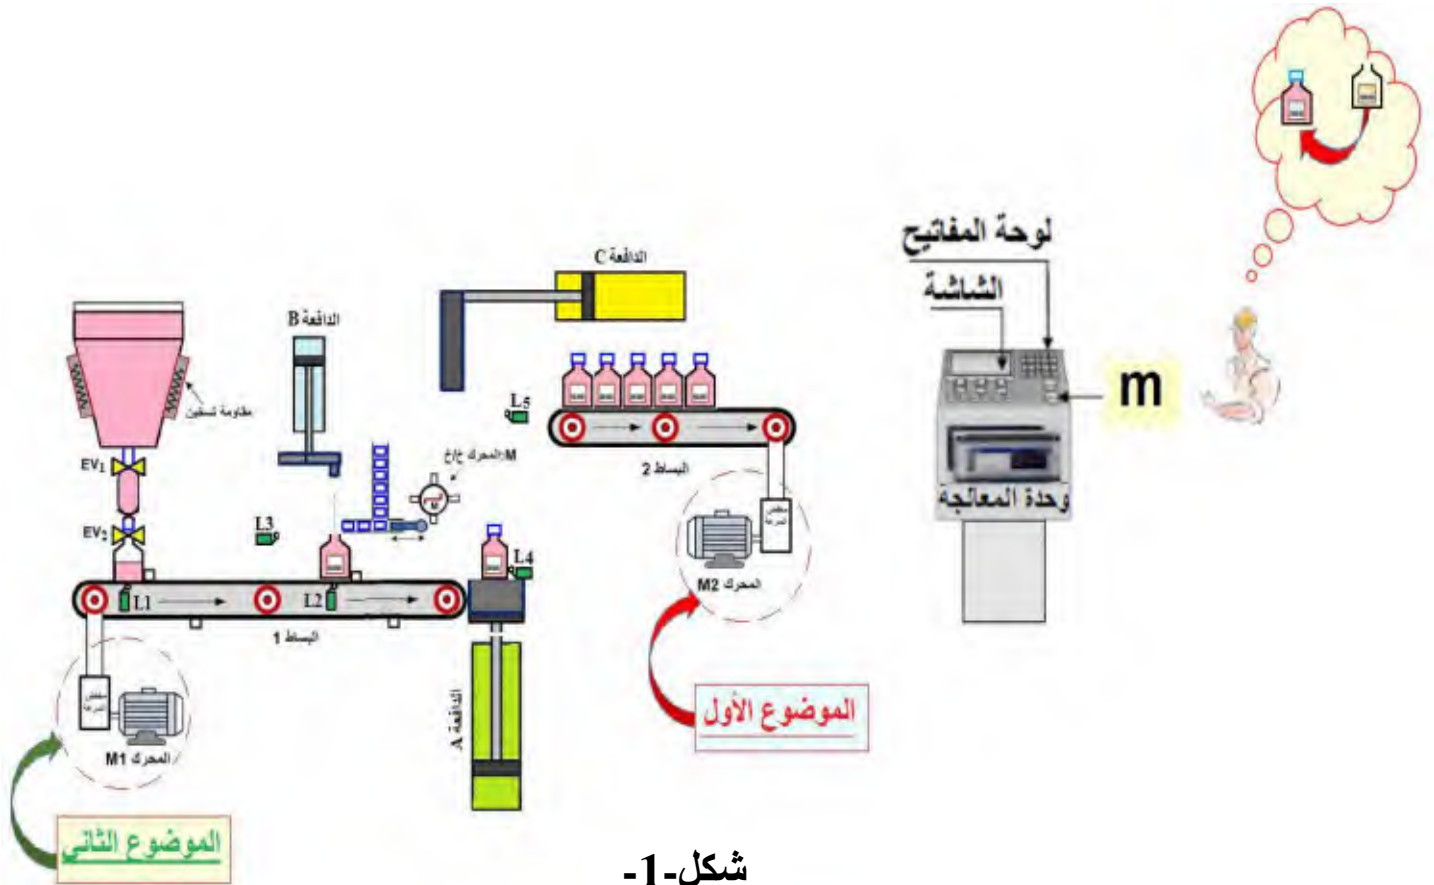 لوحة المفاتيح
الشاشة
m
وحدة المعالجة
الدافعة C
الدافعة B
مقاومة تسخين
L5
EV1
M:المحرك خ/خ
البساط 2
L3
EV2
L4
L1
L2
البساط 1
المحرك M2
الدافعة A
المحرك M1
الموضوع الأول
الموضوع الثاني
شكل-1-